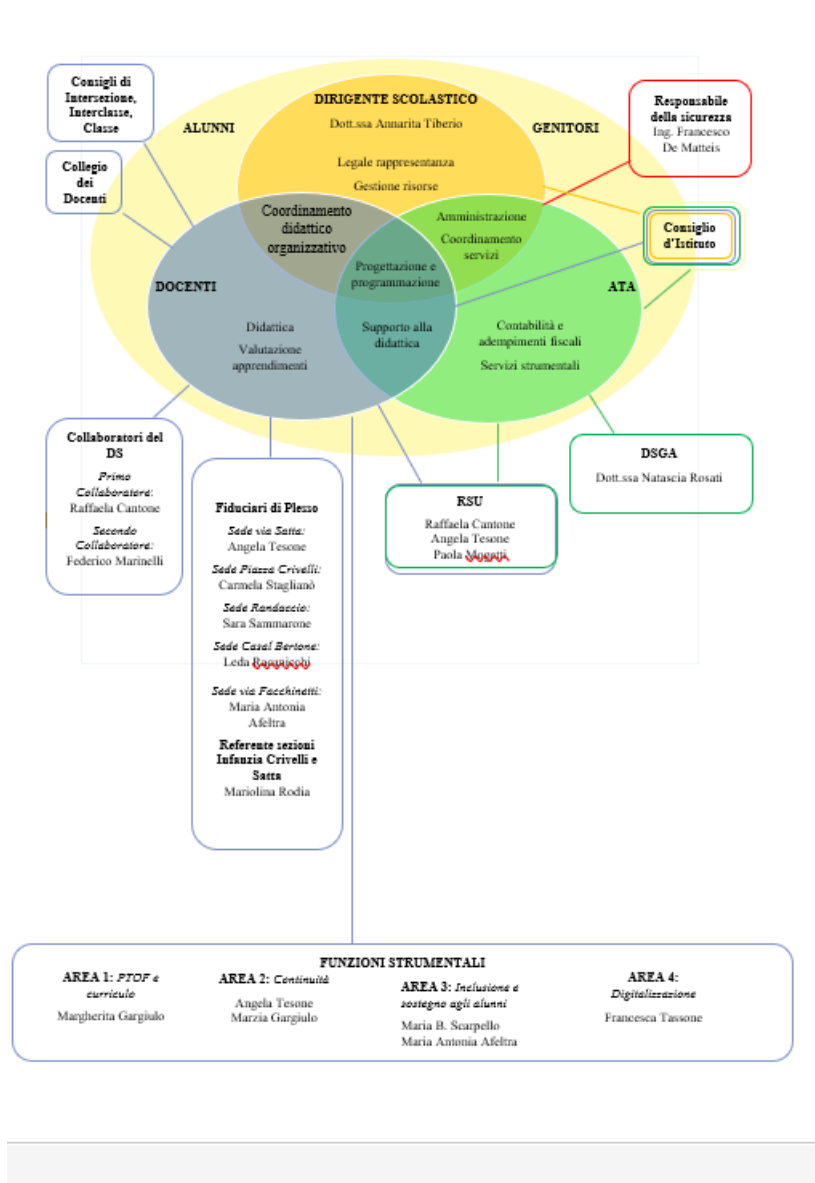 Consigli di
Intersezione,
Interclasse,
Classe
Collegio
dei
Docenti
ALUNNI
DIRIGENTE SCOLASTICO
Dott.ssa Annarita Tiberio
Legale rappresentanza
Gestione risorse
GENITORI
Responsabile
della sicurezza
Ing. Francesco
De Matteis
Consiglio
d'Istituto
Coordinamento
didattico
organizzativo
Amministrazione
Coordinamento
servizi
Progettazione e
programmazione
Supporto alla
didattica
DOCENTI
Didattica
Valutazione
apprendimenti
ATA
Contabilità e
adempimenti fiscali
Servizi strumentali
Collaboratori del
DS
Primo
Collaboratore:
Raffaela Cantone
Secondo
Collaboratore:
Federico Marinelli
Fiduciari di Plesso
Sede via Satta:
Angela Tesone
Sede Piazza Crivelli:
Carmela Staglianò
Sede Randaccio:
Sara Sammarone
Sede Casal Bertone:
Leda
Sede via Facchinetti:
Maria Antonia
Afeltra
Referente sezioni
Infanzia Crivelli e
Satta
Mariolina Rodia
RSU
Raffaela Cantone
Angela Tesone
Paola
DSGA
Dott.ssa Natascia Rosati
FUNZIONI STRUMENTALI
AREA 1: PTOF e
curriculo
Margherita Gargiulo
AREA 2: Continuità
Angela Tesone
Marzia Gargiulo
AREA 3: Inclusione e
sostegno agli alunni
Maria B. Scarpello
Maria Antonia Afeltra
AREA 4:
Digitalizzazione
Francesca Tassone